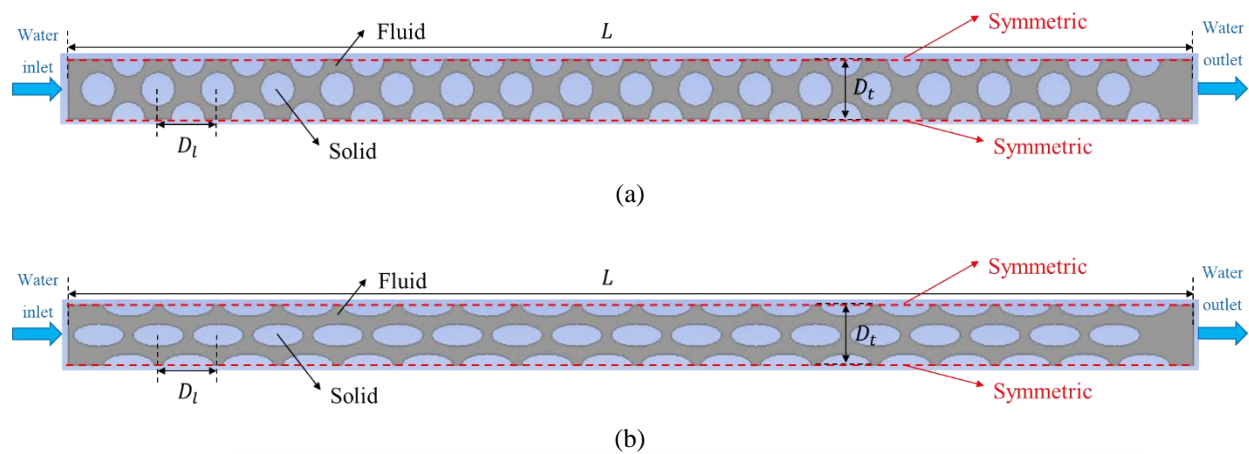 Water
inlet
Fluid
L
Symmetric
Water
outlet
D_t
D_l
Solid
Symmetric
(a)
Water
inlet
Fluid
L
Symmetric
Water
outlet
D_t
D_l
Solid
Symmetric
(b)